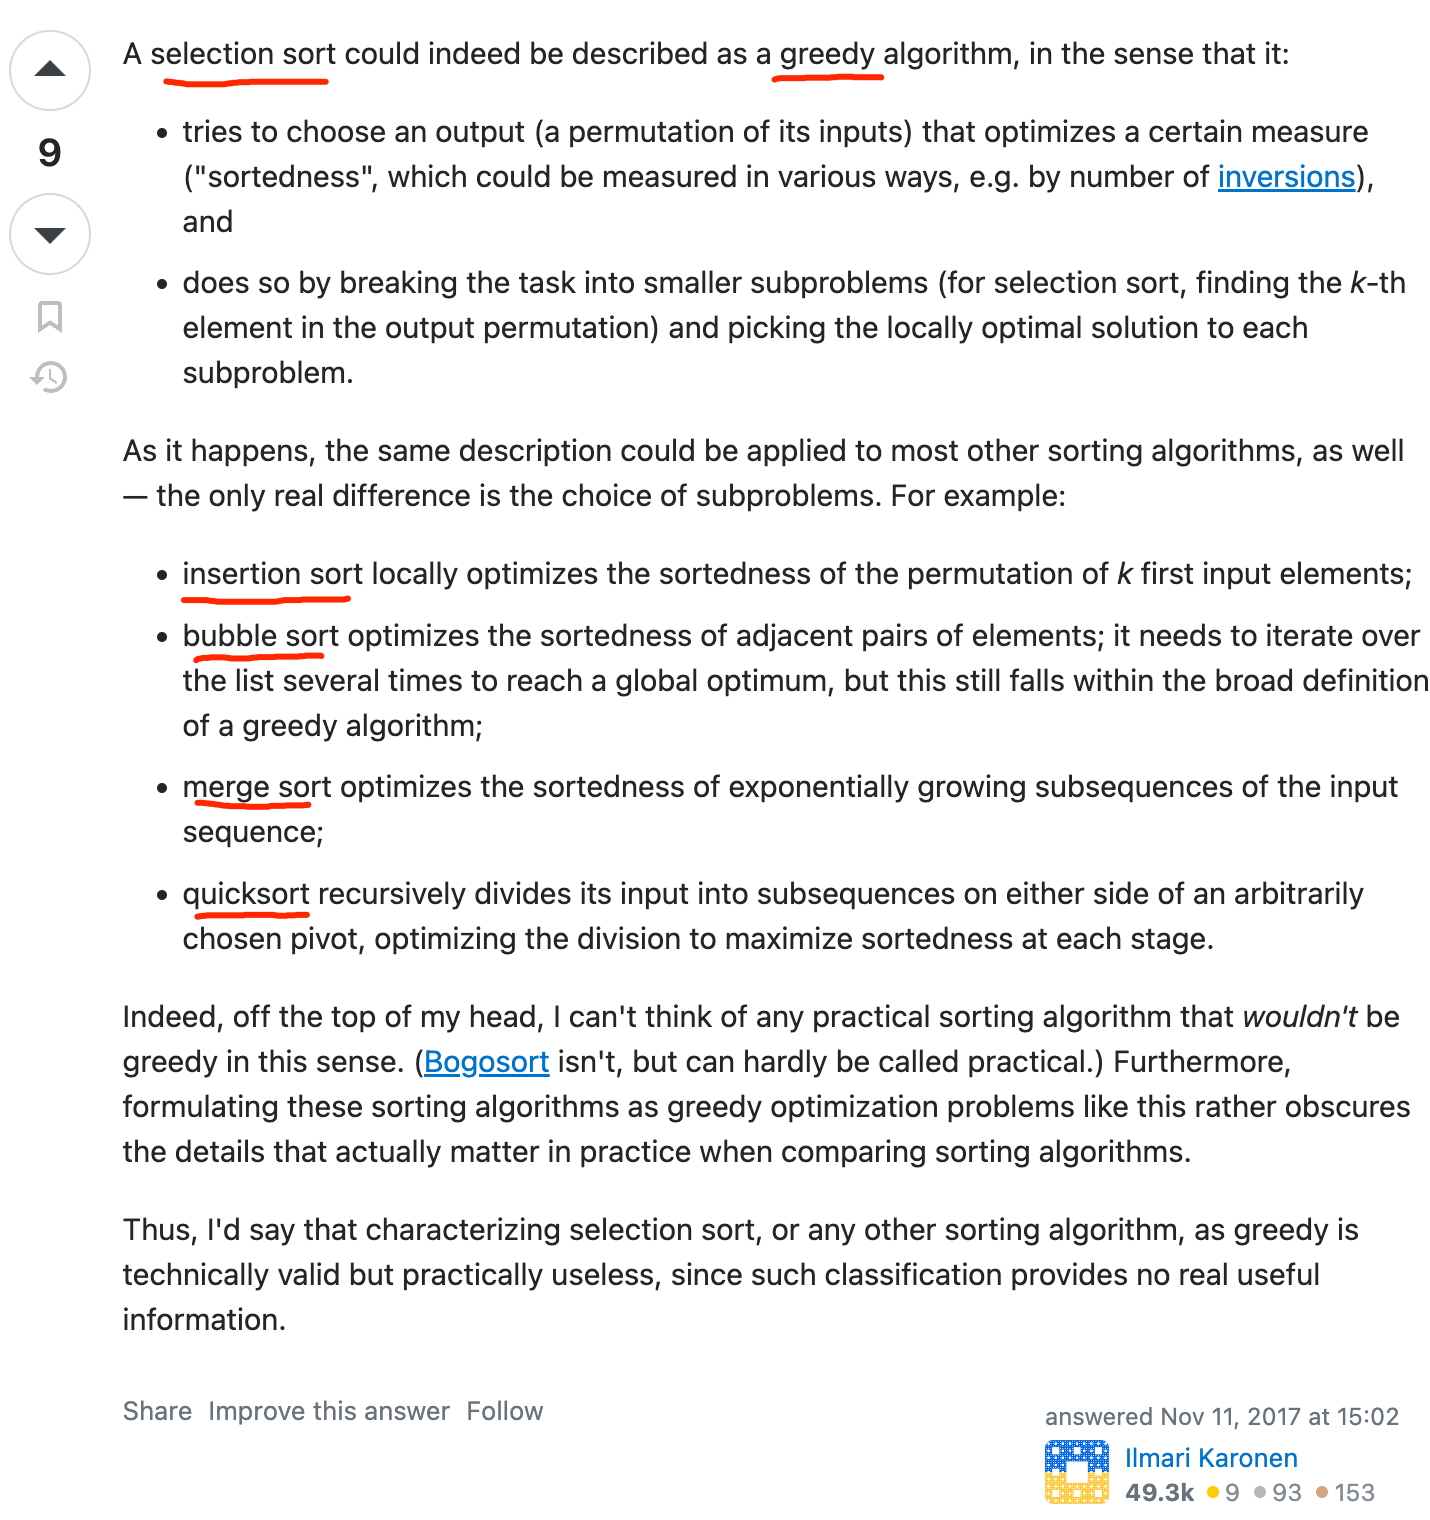 A selection sort could indeed be described as a greedy algorithm, in the sense that it:
9
• tries to choose an output (a permutation of its inputs) that optimizes a certain measure
("sortedness", which could be measured in various ways, e.g. by number of inversions),
and
• does so by breaking the task into smaller subproblems (for selection sort, finding the k-th
element in the output permutation) and picking the locally optimal solution to each
subproblem.
As it happens, the same description could be applied to most other sorting algorithms, as well
— the only real difference is the choice of subproblems. For example:
• insertion sort locally optimizes the sortedness of the permutation of k first input elements;
• bubble sort optimizes the sortedness of adjacent pairs of elements; it needs to iterate over
the list several times to reach a global optimum, but this still falls within the broad definition
of a greedy algorithm;
• merge sort optimizes the sortedness of exponentially growing subsequences of the input
sequence;
• quicksort recursively divides its input into subsequences on either side of an arbitrarily
chosen pivot, optimizing the division to maximize sortedness at each stage.
Indeed, off the top of my head, I can't think of any practical sorting algorithm that wouldn't be
greedy in this sense. (Bogosort isn't, but can hardly be called practical.) Furthermore,
formulating these sorting algorithms as greedy optimization problems like this rather obscures
the details that actually matter in practice when comparing sorting algorithms.
Thus, I'd say that characterizing selection sort, or any other sorting algorithm, as greedy is
technically valid but practically useless, since such classification provides no real useful
information.
Share Improve this answer Follow
answered Nov 11, 2017 at 15:02
Ilmari Karonen
49.3k ● 9 ● 93 ● 153